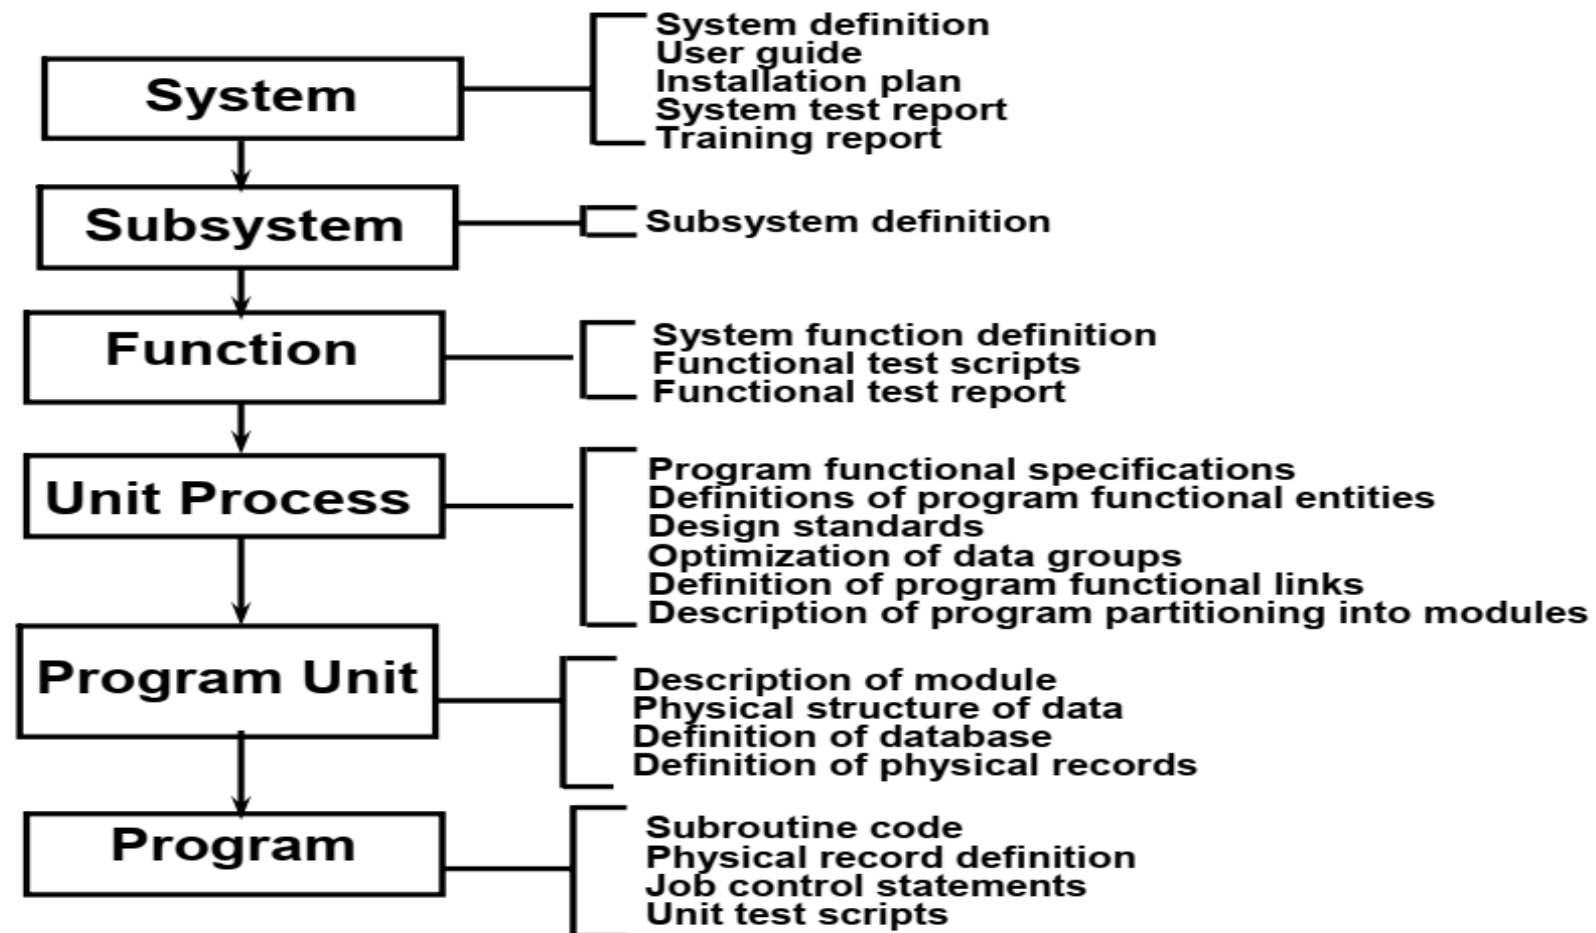 System
System definition
User guide
Installation plan
System test report
Training report
Subsystem
Subsystem definition
Function
System function definition
Functional test scripts
Functional test report
Unit Process
Program functional specifications
Definitions of program functional entities
Design standards
Optimization of data groups
Definition of program functional links
Description of program partitioning into modules
Program Unit
Description of module
Physical structure of data
Definition of database
Definition of physical records
Program
Subroutine code
Physical record definition
Job control statements
Unit test scripts